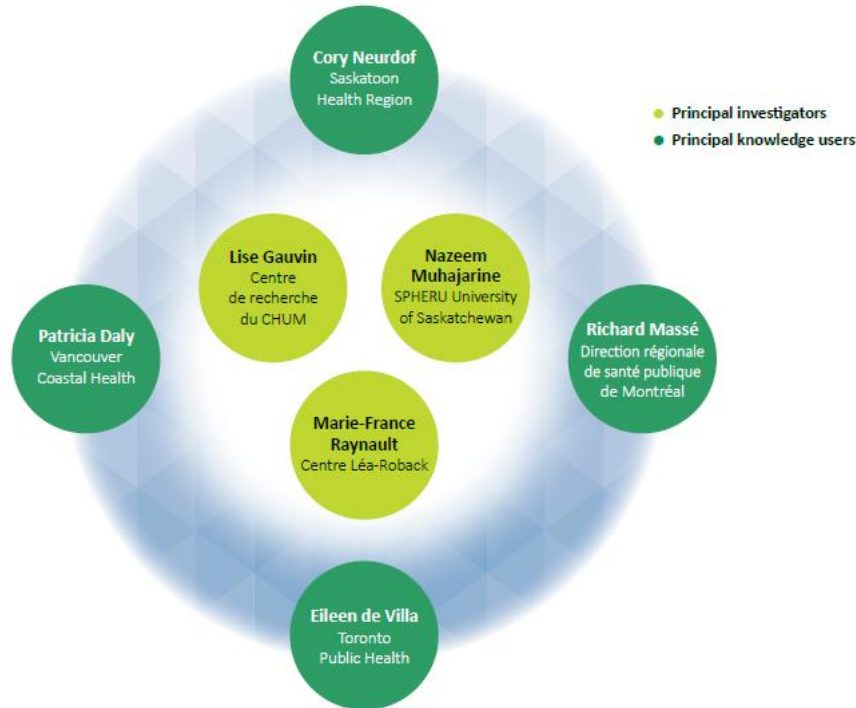 Cory Neurdof
Saskatoon
Health Region
Principal investigators
Principal knowledge users
Lise Gauvin
Centre
de recherche
du CHUM
Nazeem
Muhajarine
SPHERU University
of Saskatchewan
Patricia Daly
Vancouver
Coastal Health
Richard Massé
Direction régionale
de santé publique
de Montréal
Marie-France
Raynault
Centre Léa-Roback
Eileen de Villa
Toronto
Public Health